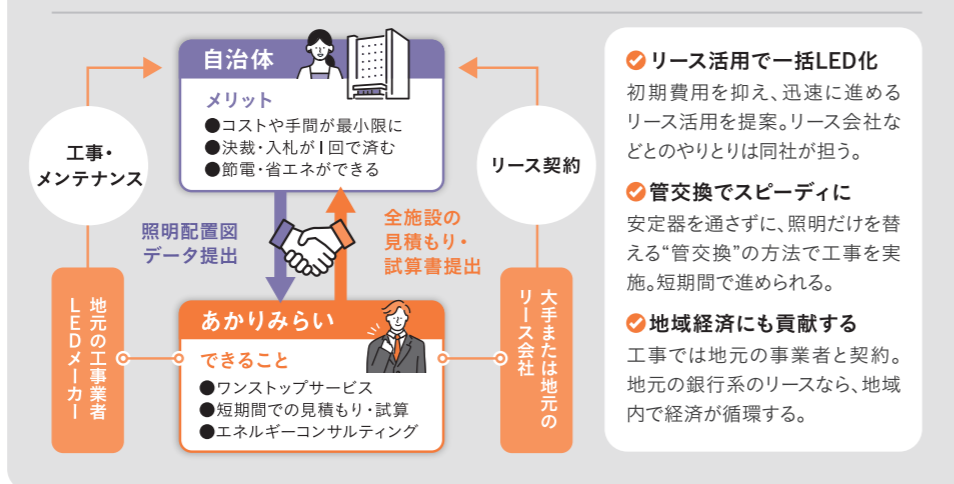 自治体
メリット
●コストや手間が最小限に
●決裁・入札が1回で済む
●節電・省エネができる
工事・
メンテナンス
リース契約
照明配置図
データ提出
全施設の
見積もり・
試算書提出
地元の工事業者
LEDメーカー
大手または地元の
リース会社
あかりみらい
できること
●ワンストップサービス
●短期間での見積もり・試算
●エネルギーコンサルティング
リース活用で一括LED化
初期費用を抑え、迅速に進める
リース活用を提案。リース会社な
どとのやりとりは同社が担う。
管交換でスピーディに
安定器を通さずに、照明だけを替
える“管交換”の方法で工事を実
施。短期間で進められる。
地域経済にも貢献する
工事では地元の事業者と契約。
地元の銀行系のリースなら、地域
内で経済が循環する。